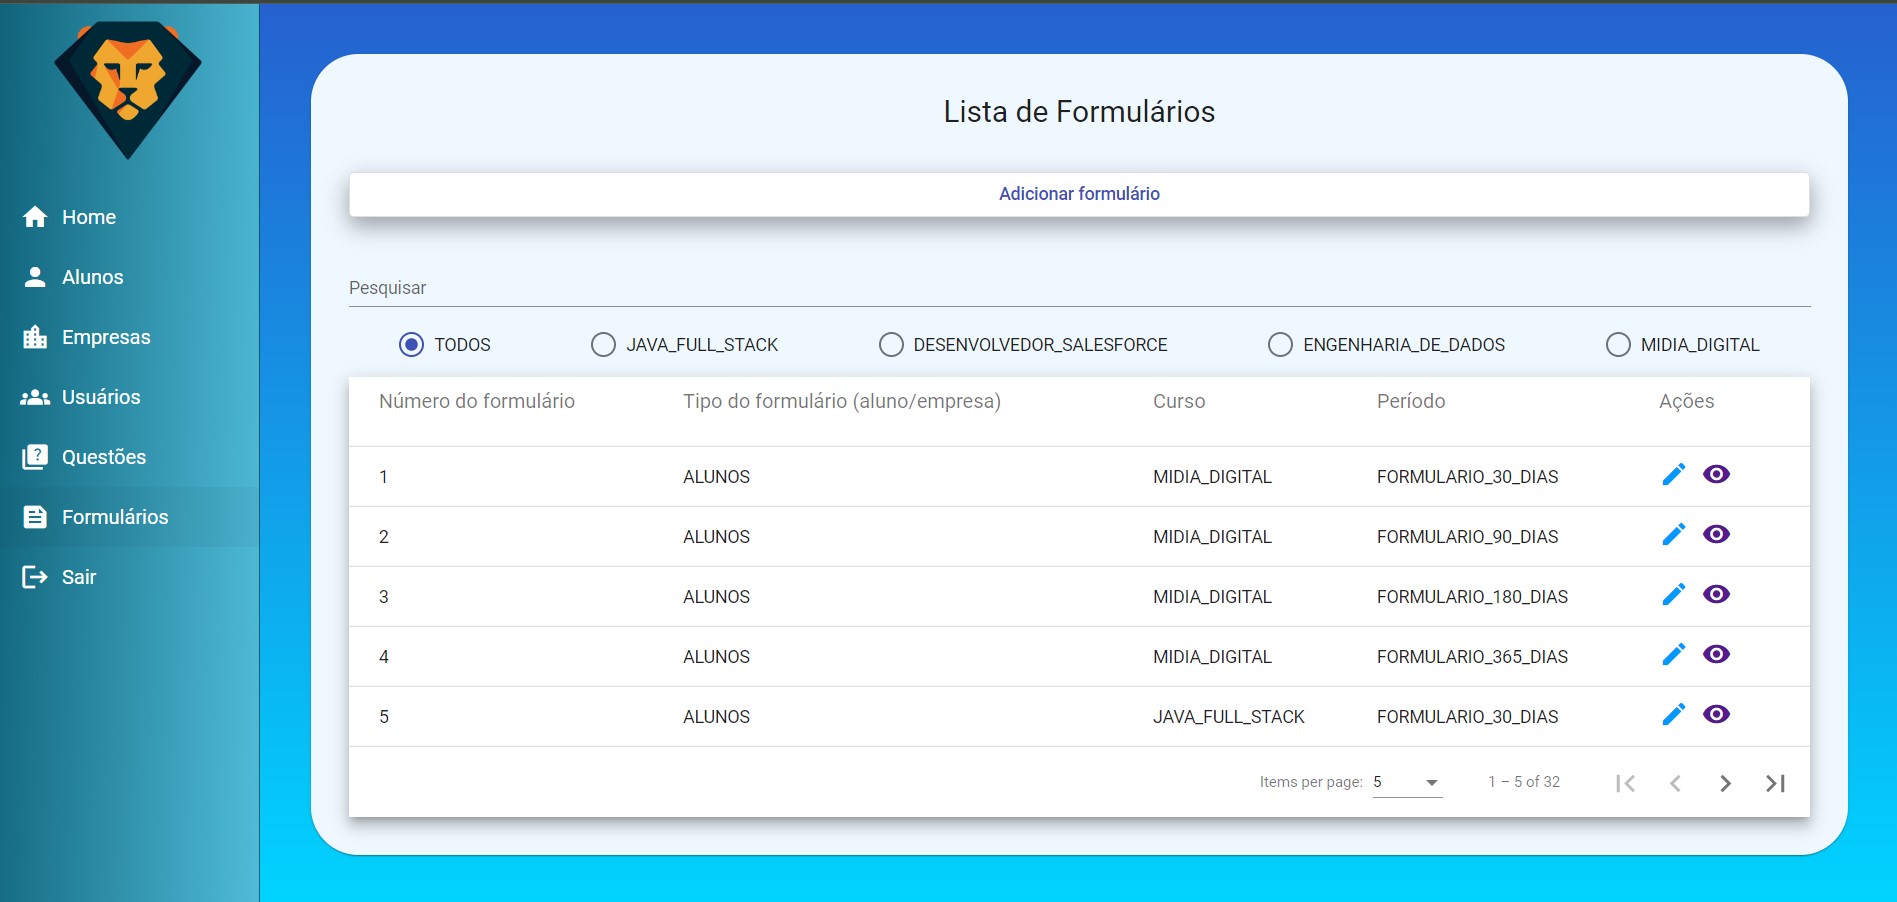 Home
Alunos
Empresas
Usuários
Questões
Formulários
Sair
Lista de Formulários
Adicionar formulário
Pesquisar
TODOS JAVA_FULL_STACK DESENVOLVEDOR_SALESFORCE ENGENHARIA_DE_DADOS MIDIA_DIGITAL
Número do formulário Tipo do formulário (aluno/empresa) Curso Período Ações
1 ALUNOS MIDIA_DIGITAL FORMULARIO_30_DIAS
2 ALUNOS MIDIA_DIGITAL FORMULARIO_90_DIAS
3 ALUNOS MIDIA_DIGITAL FORMULARIO_180_DIAS
4 ALUNOS MIDIA_DIGITAL FORMULARIO_365_DIAS
5 ALUNOS JAVA_FULL_STACK FORMULARIO_30_DIAS
Items per page: 5 1 – 5 of 32